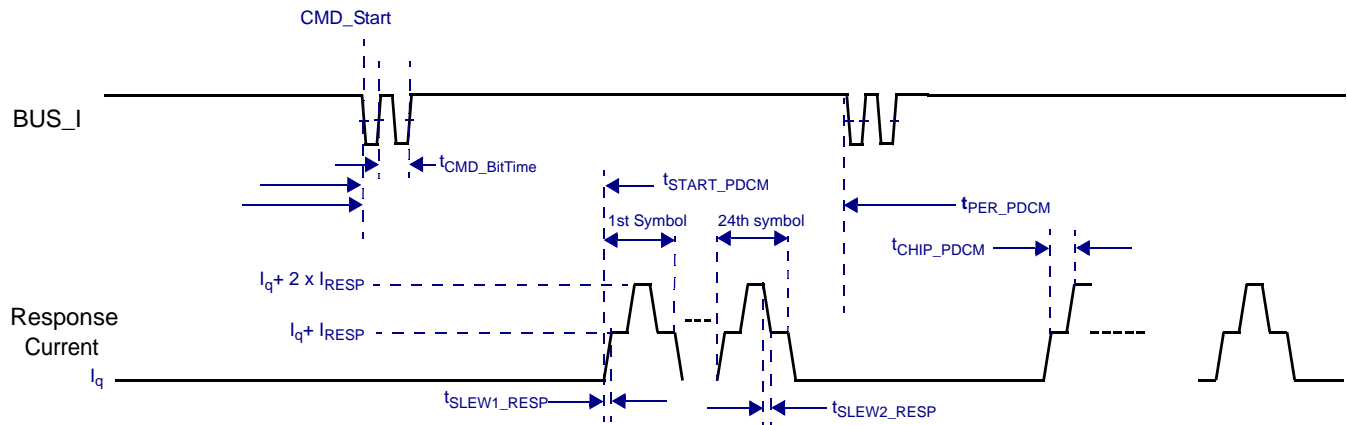 CMD_Start
BUS_I
tCMD_BitTime
tSTART_PDCM
tPER_PDCM
1st Symbol
24th symbol
tCHIP_PDCM
Iq+ 2 x IRESP
Iq+ IRESP
Response
Current
Iq
tSLEW1_RESP
tSLEW2_RESP